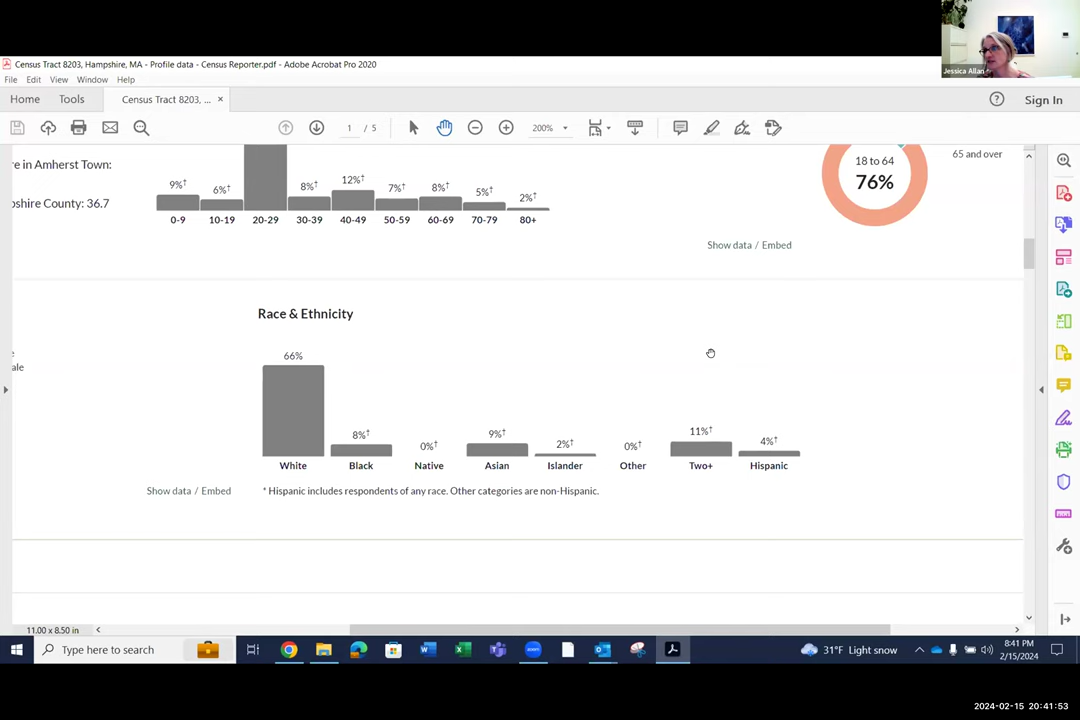 Jessica Allan
Census Tract 8203, Hampshire, MA - Profile data - Census Reporter.pdf - Adobe Acrobat Pro 2020
File Edit View Window Help
Home Tools Census Tract 8203, ... × Sign In
1 / 5 200%
re in Amherst Town:
pshire County: 36.7
9%† 6%† 8%† 12%† 7%† 8%† 5%† 2%†
0-9 10-19 20-29 30-39 40-49 50-59 60-69 70-79 80+
18 to 64
76%
65 and over
Show data / Embed
Race & Ethnicity
ale
66% 8%† 0%† 9%† 2%† 0%† 11%† 4%†
White Black Native Asian Islander Other Two+ Hispanic
Show data / Embed
* Hispanic includes respondents of any race. Other categories are non-Hispanic.
11.00 x 8.50 in
Type here to search
zoom
31°F Light snow
8:41 PM
2/15/2024
2024-02-15 20:41:53